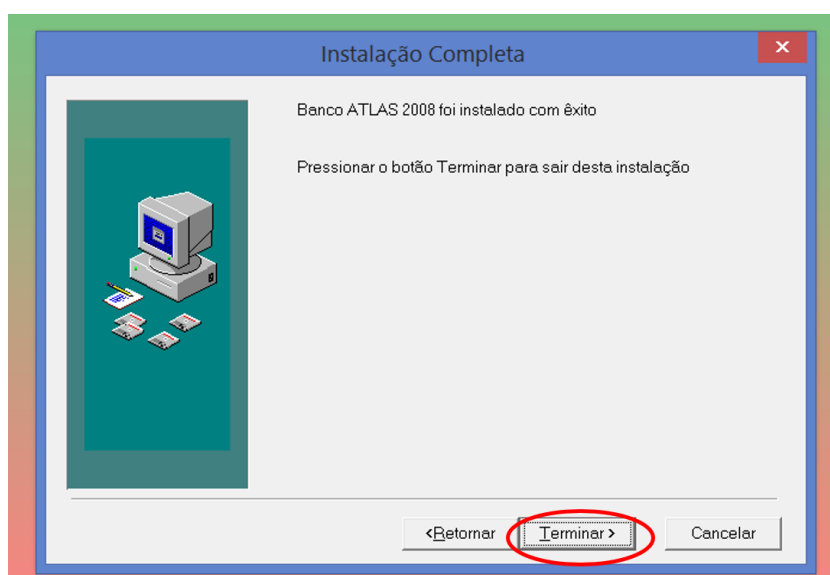 Instalação Completa
Banco ATLAS 2008 foi instalado com êxito
Pressionar o botão Terminar para sair desta instalação
<Retornar
Terminar >
Cancelar